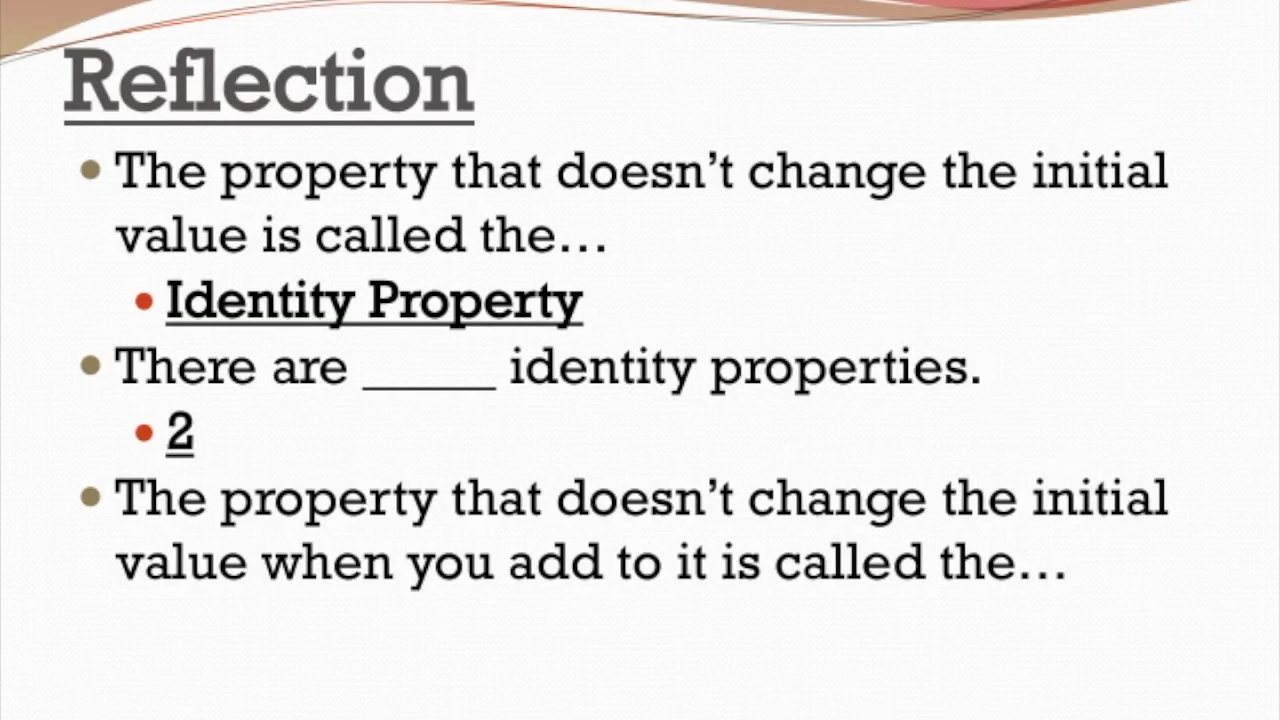 Reflection
The property that doesn't change the initial
value is called the...
Identity Property
There are _____ identity properties.
2
The property that doesn't change the initial
value when you add to it is called the...